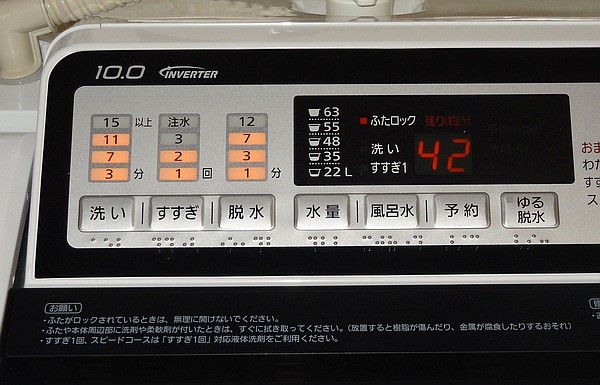 10.0 INVERTER
15 以上 注水 12
11 3 7
7 2 3
3 分 1 回 1 分
63
55
48
35
22 L
ふたロック 残り(約)分
洗い
すすぎ1
42
洗い すすぎ 脱水 水量 風呂水 予約 ゆる脱水
お願い
・ふたがロックされているときは、無理に開けないでください。
・ふたや本体周辺部に洗剤や柔軟剤が付いたときは、すぐに拭き取ってください。(放置すると樹脂が傷んだり、金属が腐食したりするおそれ)
・すすぎ1回、スピードコースは「すすぎ1回」対応液体洗剤をご利用ください。
おま
わた
すす
ス